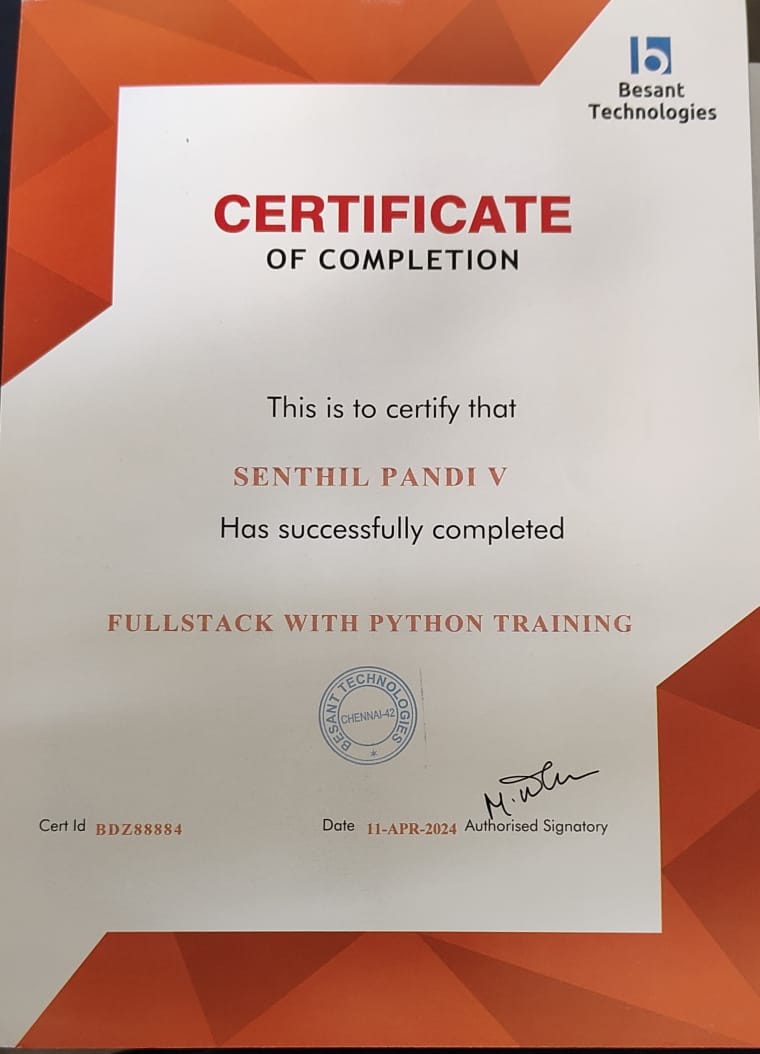 Besant
Technologies
CERTIFICATE
OF COMPLETION
This is to certify that
SENTHIL PANDI V
Has successfully completed
FULLSTACK WITH PYTHON TRAINING
BESANT TECHNOLOGIES
CHENNAI-42
Cert Id BDZ88884
Date 11-APR-2024
Authorised Signatory